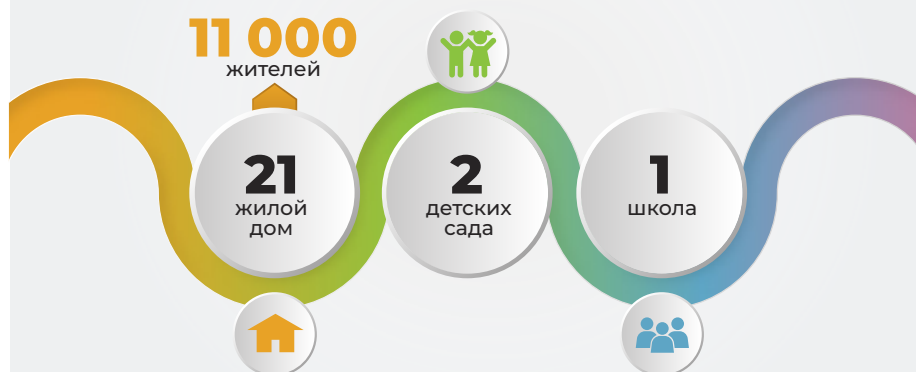 11 000
жителей
21
жилой
дом
2
детских
сада
1
школа